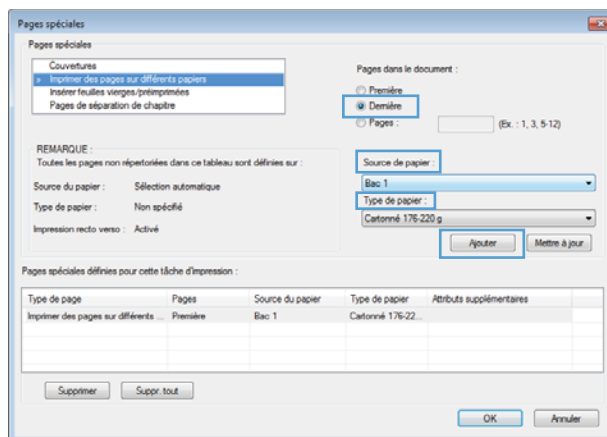 Pages spéciales
Pages spéciales
Couvertures
» Imprimer des pages sur différents papiers
Insérer feuilles vierges/préimprimées
Pages de séparation de chapitre
Pages dans le document :
Première
Dernière
Pages : (Ex. : 1, 3, 5-12)
REMARQUE :
Toutes les pages non répertoriées dans ce tableau sont définies sur :
Source du papier : Sélection automatique
Type de papier : Non spécifié
Impression recto verso : Activé
Source de papier :
Bac 1
Type de papier :
Cartonné 176-220 g
Ajouter Mettre à jour
Pages spéciales définies pour cette tâche d'impression :
Type de page Pages Source du papier Type de papier Attributs supplémentaires
Imprimer des pages sur différents ... Première Bac 1 Cartonné 176-22...
Supprimer Suppr. tout
OK Annuler